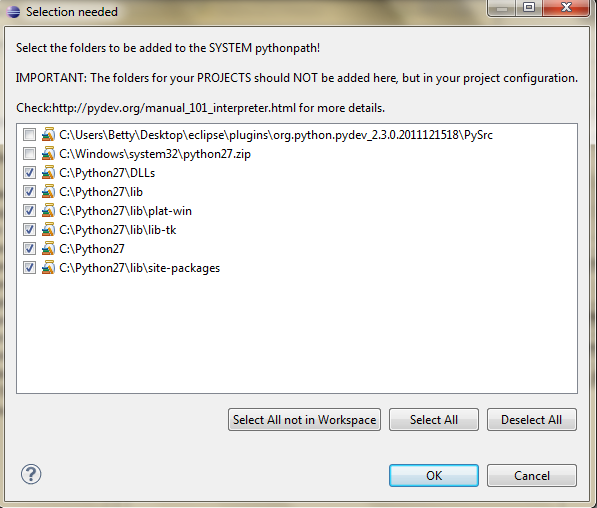 Selection needed
Select the folders to be added to the SYSTEM pythonpath!
IMPORTANT: The folders for your PROJECTS should NOT be added here, but in your project configuration.
Check:http://pydev.org/manual_101_interpreter.html for more details.
C:\Users\Betty\Desktop\eclipse\plugins\org.python.pydev_2.3.0.2011121518\PySrc
C:\Windows\system32\python27.zip
C:\Python27\DLLs
C:\Python27\lib
C:\Python27\lib\plat-win
C:\Python27\lib\lib-tk
C:\Python27
C:\Python27\lib\site-packages
Select All not in Workspace
Select All
Deselect All
?
OK
Cancel